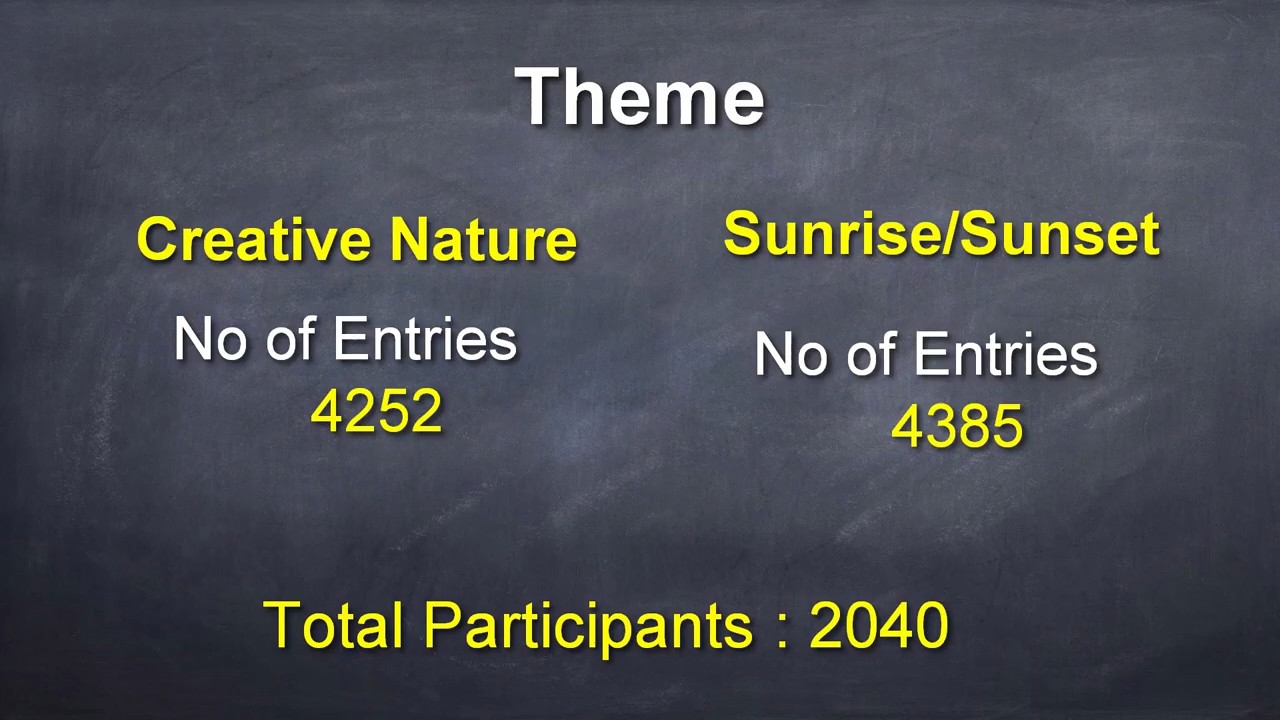 Theme
Creative Nature
No of Entries
4252
Sunrise/Sunset
No of Entries
4385
Total Participants : 2040